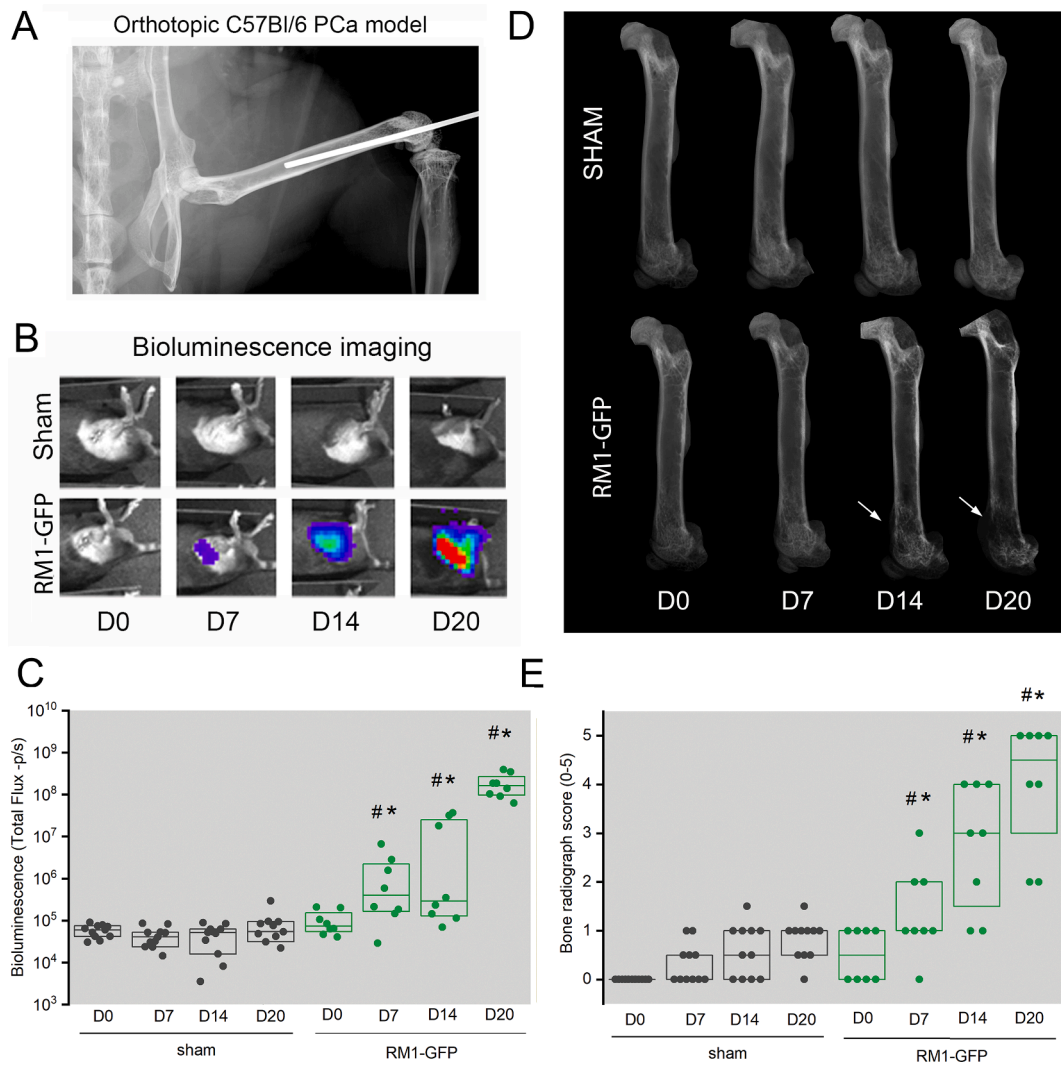 A
Orthotopic C57Bl/6 PCa model
B
Bioluminescence imaging
Sham
RM1-GFP
D0 D7 D14 D20
C
Bioluminescence (Total Flux -p/s)
10^10
10^9
10^8
10^7
10^6
10^5
10^4
10^3
#*
#*
#*
D0 D7 D14 D20 D0 D7 D14 D20
sham RM1-GFP
D
SHAM
RM1-GFP
D0 D7 D14 D20
E
Bone radiograph score (0-5)
5
4
3
2
1
0
#*
#*
#*
D0 D7 D14 D20 D0 D7 D14 D20
sham RM1-GFP